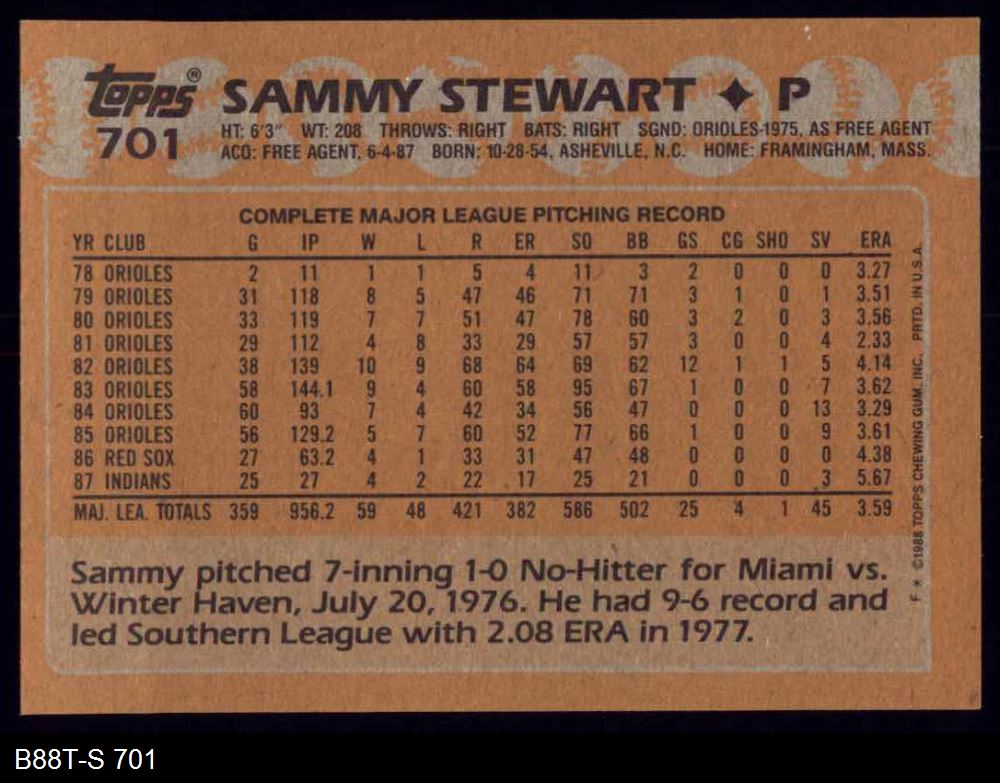 topps® SAMMY STEWART ♦ P
701
HT: 6'3" WT: 208 THROWS: RIGHT BATS: RIGHT SGND: ORIOLES-1975, AS FREE AGENT
ACQ: FREE AGENT, 6-4-87 BORN: 10-28-54, ASHEVILLE, N.C. HOME: FRAMINGHAM, MASS.
COMPLETE MAJOR LEAGUE PITCHING RECORD
YR CLUB G IP W L R ER SO BB GS CG SHO SV ERA
78 ORIOLES 2 11 1 1 5 4 11 3 2 0 0 0 3.27
79 ORIOLES 31 118 8 5 47 46 71 71 3 1 0 1 3.51
80 ORIOLES 33 119 7 7 51 47 78 60 3 2 0 3 3.56
81 ORIOLES 29 112 4 8 33 29 57 57 3 0 0 4 2.33
82 ORIOLES 38 139 10 9 68 64 69 62 12 1 1 5 4.14
83 ORIOLES 58 144.1 9 4 60 58 95 67 1 0 0 7 3.62
84 ORIOLES 60 93 7 4 42 34 56 47 0 0 0 13 3.29
85 ORIOLES 56 129.2 5 7 60 52 77 66 1 0 0 9 3.61
86 RED SOX 27 63.2 4 1 33 31 47 48 0 0 0 0 4.38
87 INDIANS 25 27 4 2 22 17 25 21 0 0 0 3 5.67
MAJ. LEA. TOTALS 359 956.2 59 48 421 382 586 502 25 4 1 45 3.59
Sammy pitched 7-inning 1-0 No-Hitter for Miami vs.
Winter Haven, July 20, 1976. He had 9-6 record and
led Southern League with 2.08 ERA in 1977.
F * ©1988 TOPPS CHEWING GUM, INC. PRTD. IN U.S.A.
B88T-S 701